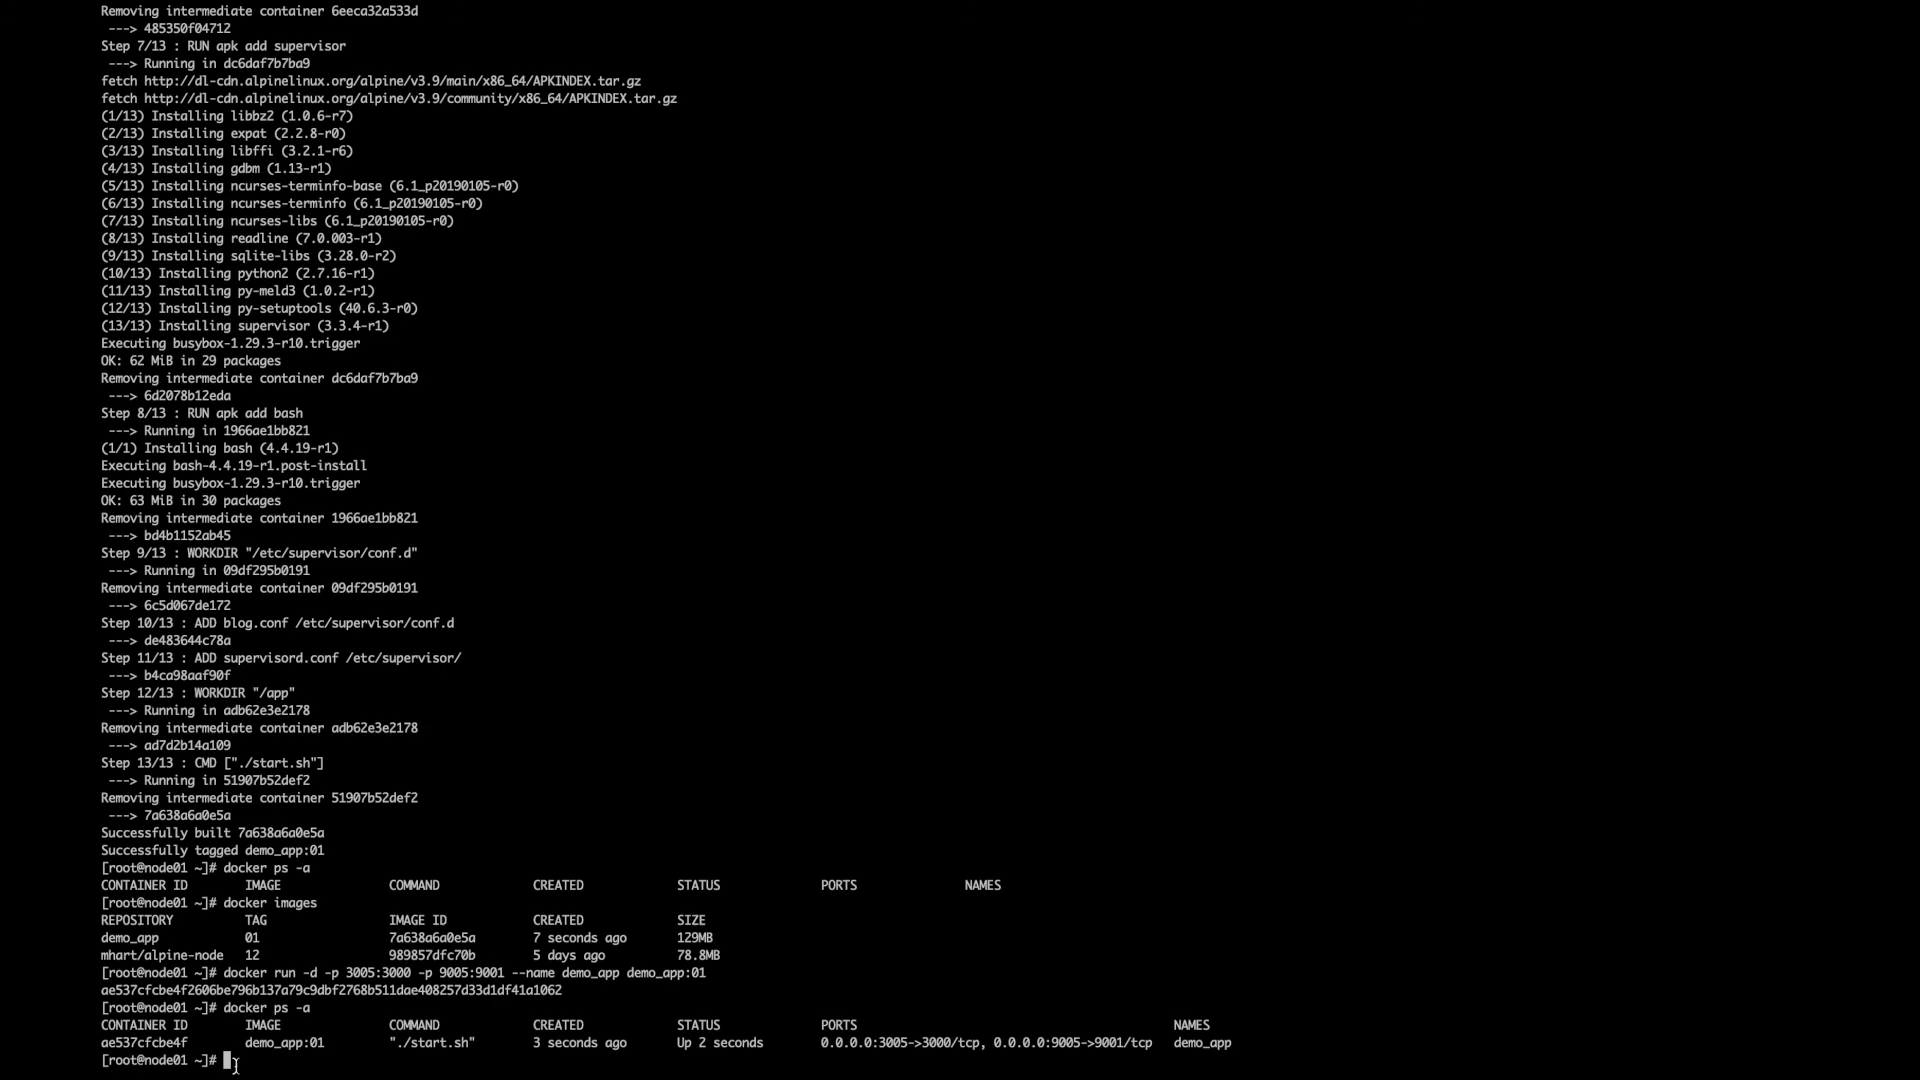 Removing intermediate container 6eeca32a533d
 ---> 485350f04712
Step 7/13 : RUN apk add supervisor
 ---> Running in dc6daf7b7ba9
fetch http://dl-cdn.alpinelinux.org/alpine/v3.9/main/x86_64/APKINDEX.tar.gz
fetch http://dl-cdn.alpinelinux.org/alpine/v3.9/community/x86_64/APKINDEX.tar.gz
(1/13) Installing libbz2 (1.0.6-r7)
(2/13) Installing expat (2.2.8-r0)
(3/13) Installing libffi (3.2.1-r6)
(4/13) Installing gdbm (1.13-r1)
(5/13) Installing ncurses-terminfo-base (6.1_p20190105-r0)
(6/13) Installing ncurses-terminfo (6.1_p20190105-r0)
(7/13) Installing ncurses-libs (6.1_p20190105-r0)
(8/13) Installing readline (7.0.003-r1)
(9/13) Installing sqlite-libs (3.28.0-r2)
(10/13) Installing python2 (2.7.16-r1)
(11/13) Installing py-meld3 (1.0.2-r1)
(12/13) Installing py-setuptools (40.6.3-r0)
(13/13) Installing supervisor (3.3.4-r1)
Executing busybox-1.29.3-r10.trigger
OK: 62 MiB in 29 packages
Removing intermediate container dc6daf7b7ba9
 ---> 6d2078b12eda
Step 8/13 : RUN apk add bash
 ---> Running in 1966ae1bb821
(1/1) Installing bash (4.4.19-r1)
Executing bash-4.4.19-r1.post-install
Executing busybox-1.29.3-r10.trigger
OK: 63 MiB in 30 packages
Removing intermediate container 1966ae1bb821
 ---> bd4b1152ab45
Step 9/13 : WORKDIR "/etc/supervisor/conf.d"
 ---> Running in 09df295b0191
Removing intermediate container 09df295b0191
 ---> 6c5d067de172
Step 10/13 : ADD blog.conf /etc/supervisor/conf.d
 ---> de483644c78a
Step 11/13 : ADD supervisord.conf /etc/supervisor/
 ---> b4ca98aaf90f
Step 12/13 : WORKDIR "/app"
 ---> Running in adb62e3e2178
Removing intermediate container adb62e3e2178
 ---> ad7d2b14a109
Step 13/13 : CMD ["./start.sh"]
 ---> Running in 51907b52def2
Removing intermediate container 51907b52def2
 ---> 7a638a6a0e5a
Successfully built 7a638a6a0e5a
Successfully tagged demo_app:01
[root@node01 ~]# docker ps -a
CONTAINER ID IMAGE COMMAND CREATED STATUS PORTS NAMES
[root@node01 ~]# docker images
REPOSITORY TAG IMAGE ID CREATED SIZE
demo_app 01 7a638a6a0e5a 7 seconds ago 129MB
mhart/alpine-node 12 989857dfc70b 5 days ago 78.8MB
[root@node01 ~]# docker run -d -p 3005:3000 -p 9005:9001 --name demo_app demo_app:01
ae537cfcbe4f2606be796b137a79c9dbf2768b511dae408257d33d1df41a1062
[root@node01 ~]# docker ps -a
CONTAINER ID IMAGE COMMAND CREATED STATUS PORTS NAMES
ae537cfcbe4f demo_app:01 "./start.sh" 3 seconds ago Up 2 seconds 0.0.0.0:3005->3000/tcp, 0.0.0.0:9005->9001/tcp demo_app
[root@node01 ~]#